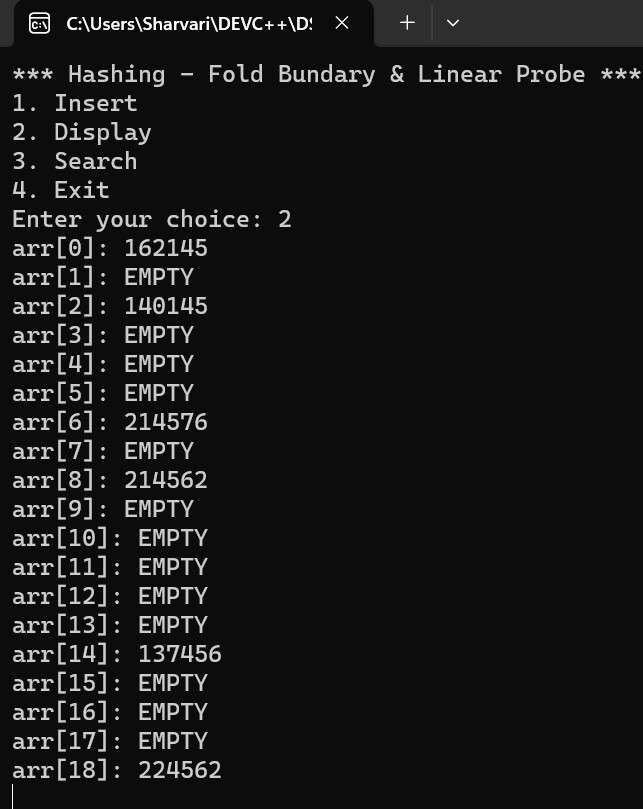 C:\Users\Sharvari\DEVC++\DS
*** Hashing - Fold Bundary & Linear Probe ***
1. Insert
2. Display
3. Search
4. Exit
Enter your choice: 2
arr[0]: 162145
arr[1]: EMPTY
arr[2]: 140145
arr[3]: EMPTY
arr[4]: EMPTY
arr[5]: EMPTY
arr[6]: 214576
arr[7]: EMPTY
arr[8]: 214562
arr[9]: EMPTY
arr[10]: EMPTY
arr[11]: EMPTY
arr[12]: EMPTY
arr[13]: EMPTY
arr[14]: 137456
arr[15]: EMPTY
arr[16]: EMPTY
arr[17]: EMPTY
arr[18]: 224562